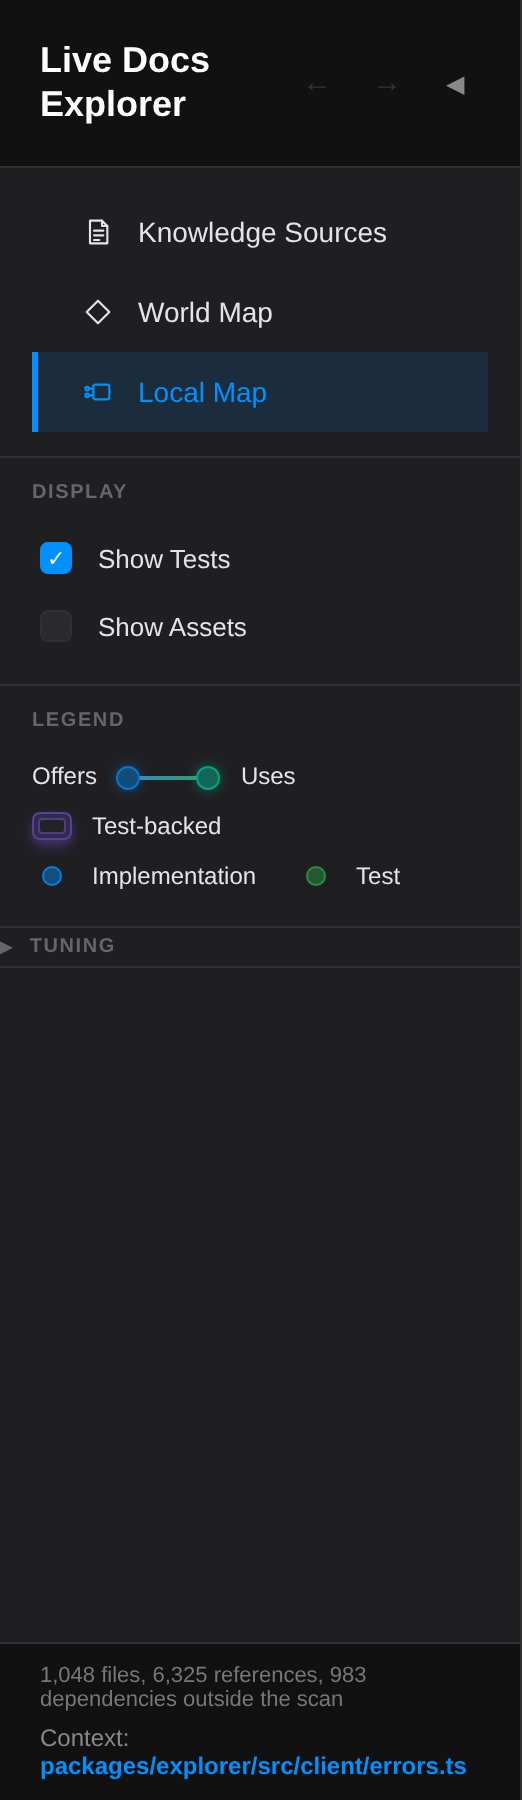 Live Docs
Explorer
← → ◀
Knowledge Sources
World Map
Local Map
DISPLAY
✓ Show Tests
Show Assets
LEGEND
Offers Uses
Test-backed
Implementation Test
▶ TUNING
1,048 files, 6,325 references, 983
dependencies outside the scan
Context:
packages/explorer/src/client/errors.ts